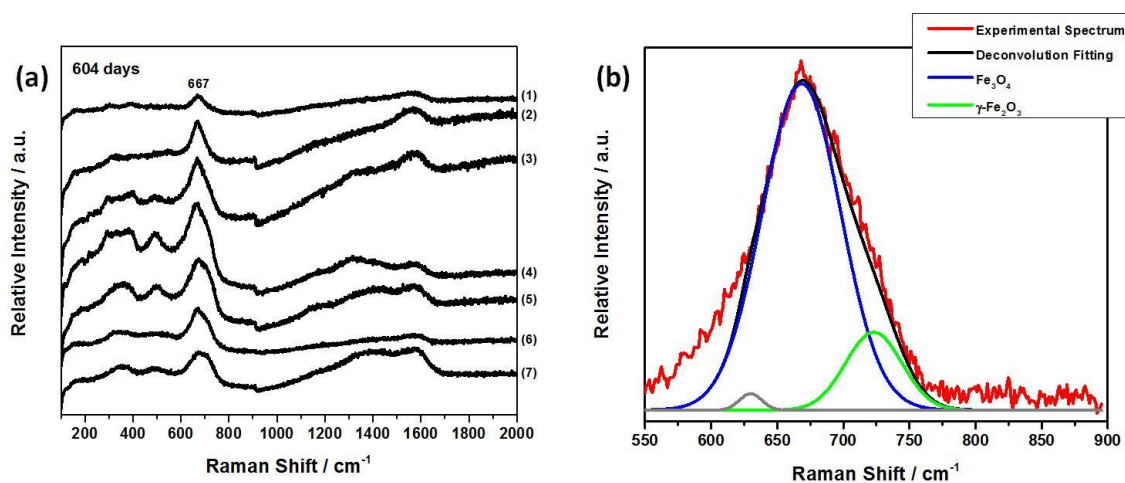 (a)
604 days
667
(1)
(2)
(3)
(4)
(5)
(6)
(7)
Relative Intensity / a.u.
200 400 600 800 1000 1200 1400 1600 1800 2000
Raman Shift / cm⁻¹
(b)
Experimental Spectrum
Deconvolution Fitting
Fe₃O₄
γ-Fe₂O₃
Relative Intensity / a.u.
550 600 650 700 750 800 850 900
Raman Shift / cm⁻¹